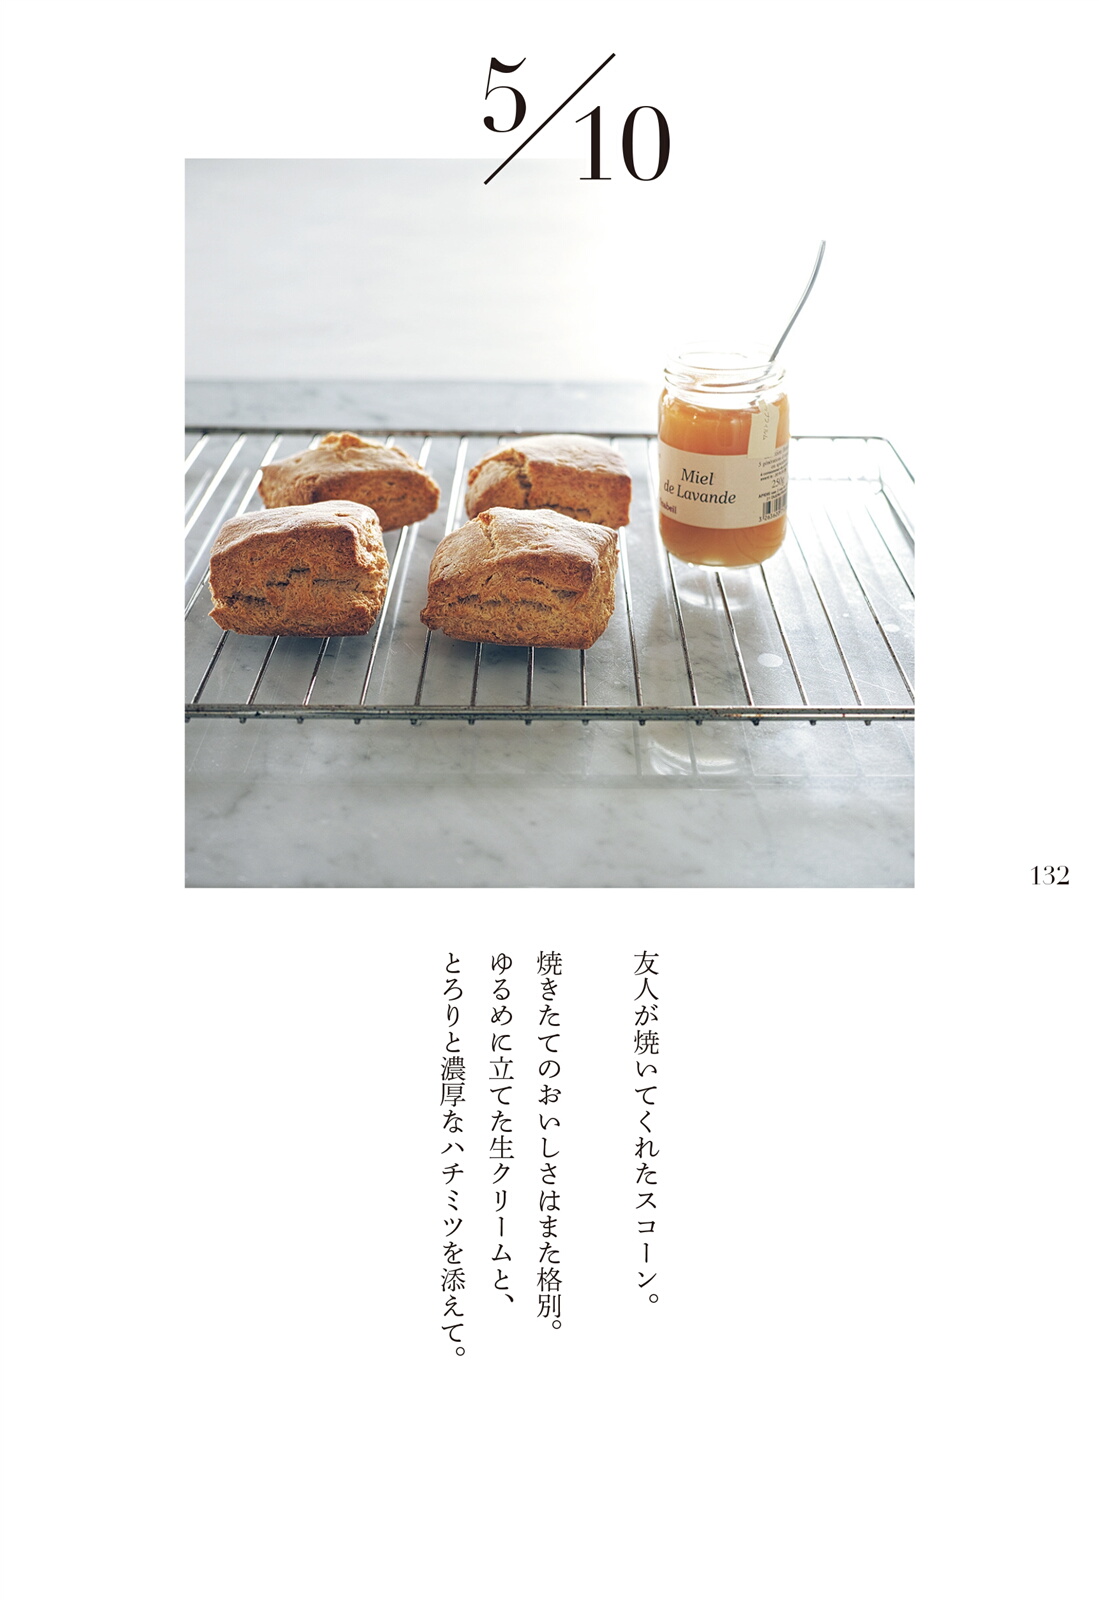 5/10
Miel
de Lavande
250g
132
友人が焼いてくれたスコーン。
焼きたてのおいしさはまた格別。
ゆるめに立てた生クリームと、
とろりと濃厚なハチミツを添えて。